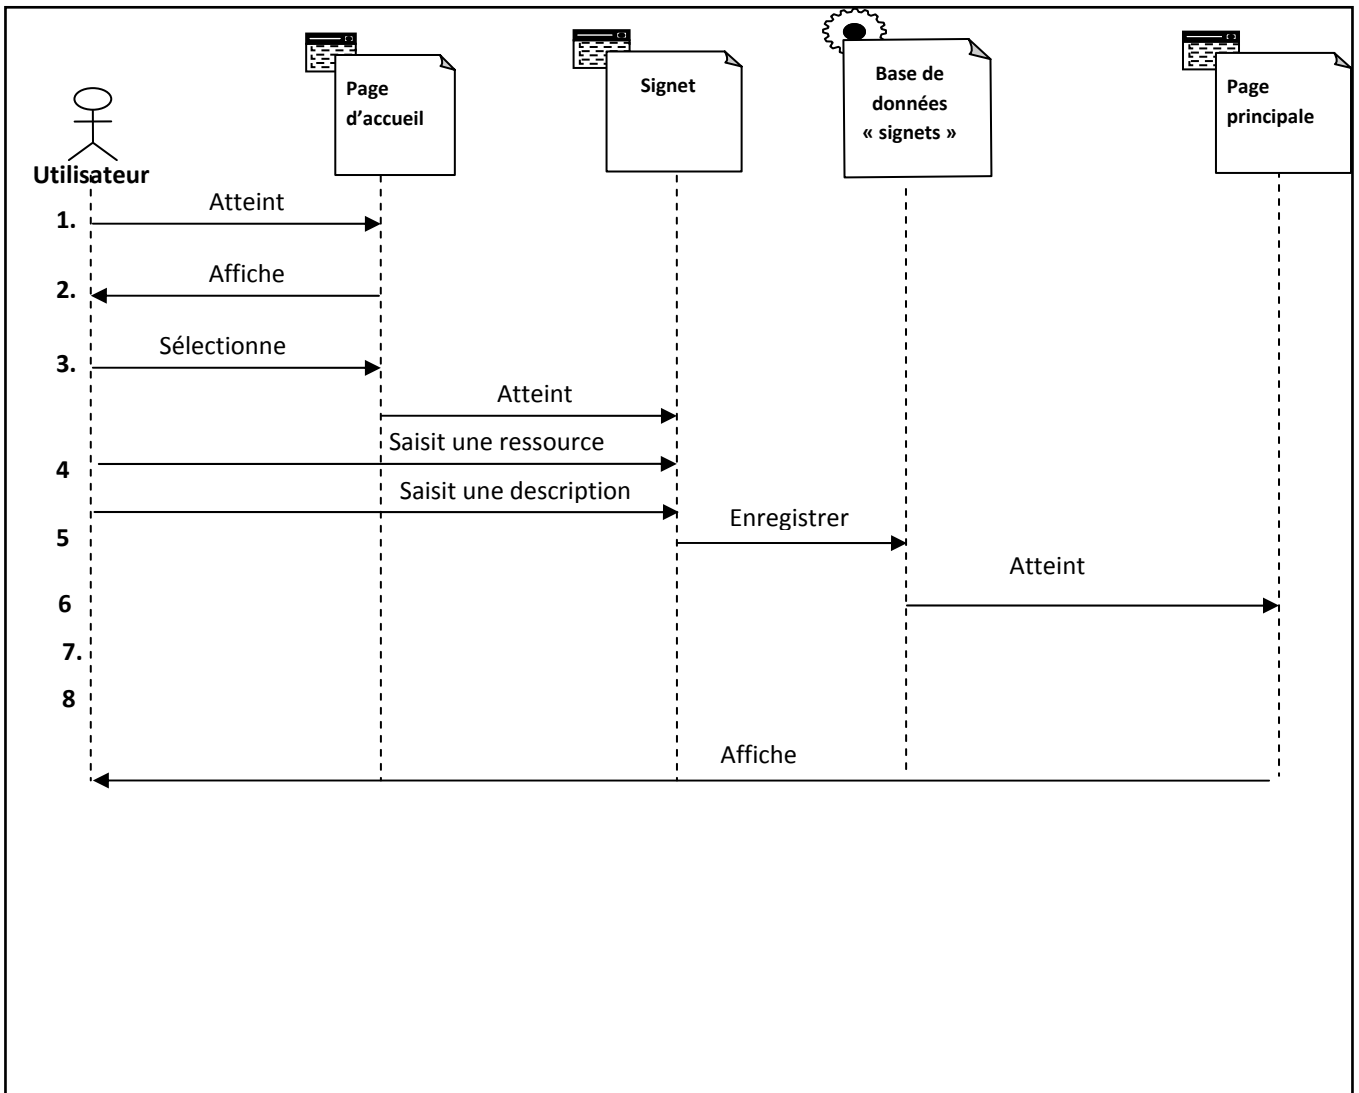 Page
d'accueil
Signet
Base de
données
« signets »
Page
principale
Utilisateur
1.
Atteint
2.
Affiche
3.
Sélectionne
Atteint
4
Saisit une ressource
Saisit une description
5
Enregistrer
Atteint
6
7.
8
Affiche